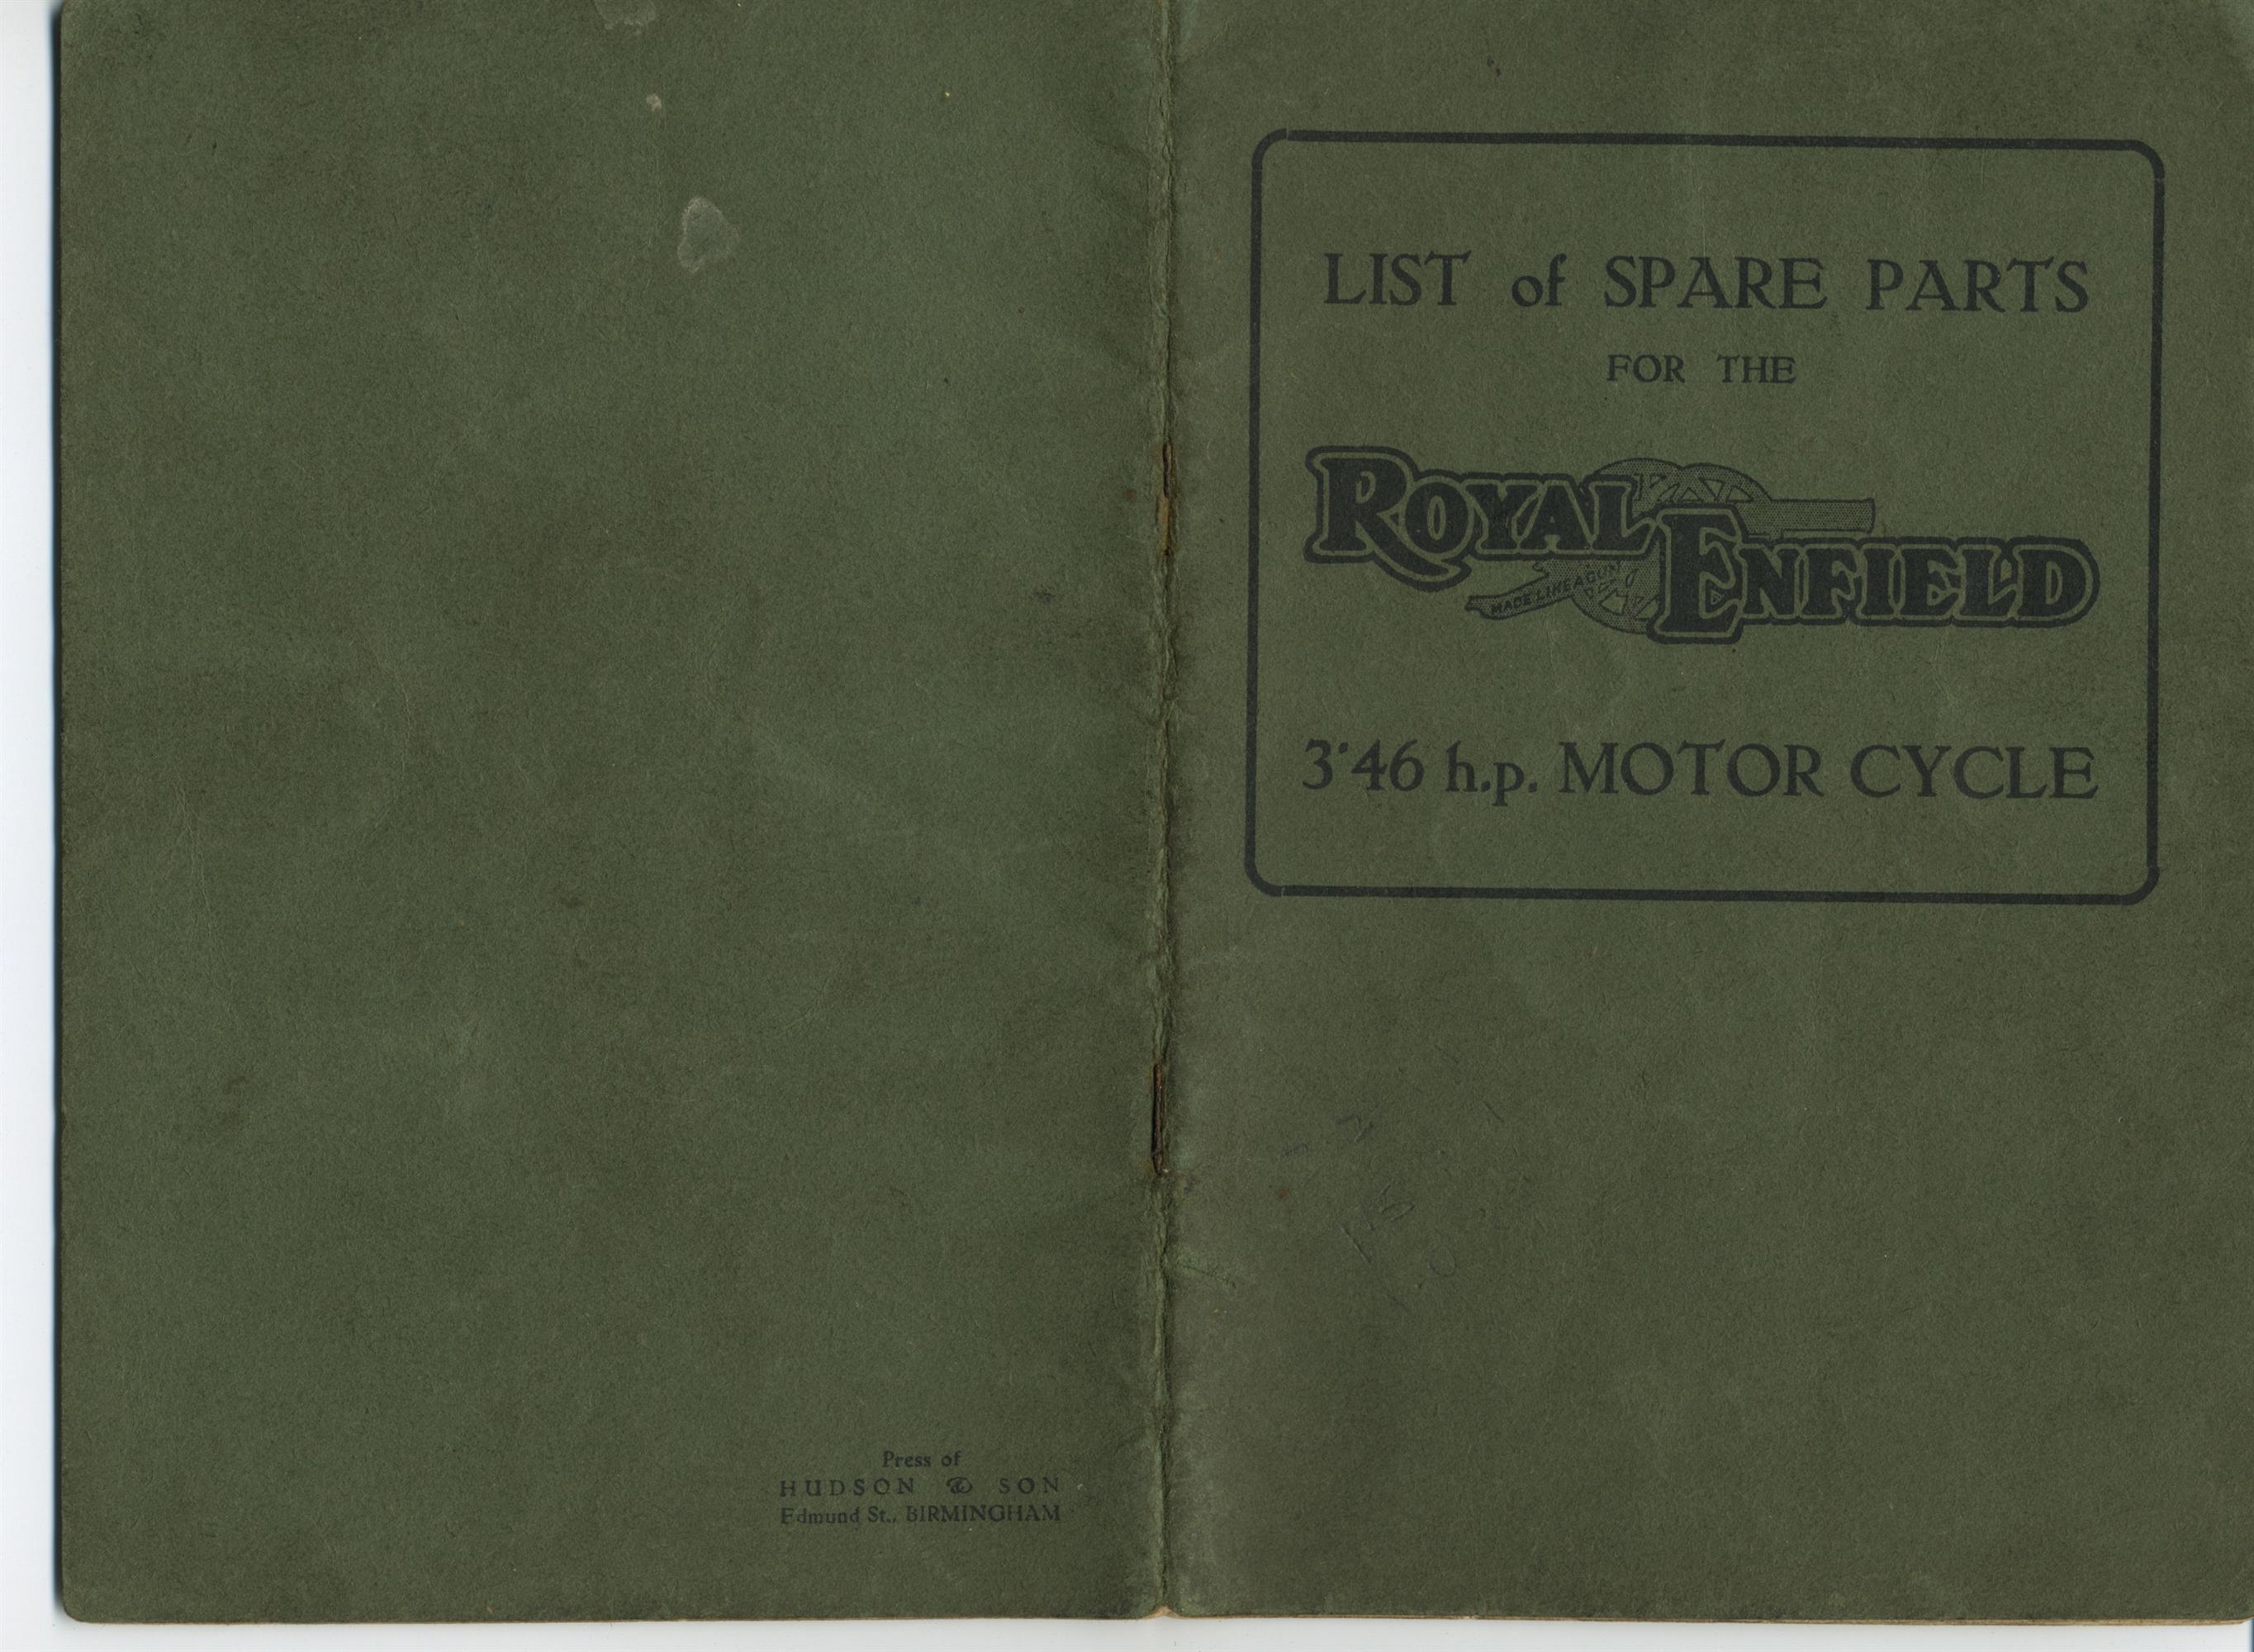 LIST of SPARE PARTS
FOR THE
ROYAL ENFIELD
MADE LIKE A GUN
3·46 h.p. MOTOR CYCLE
Press of
HUDSON & SON
Edmund St., BIRMINGHAM